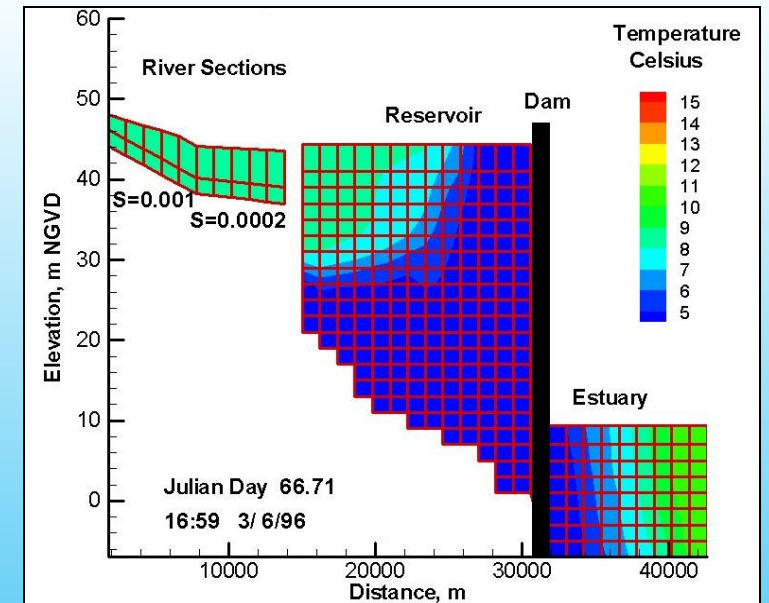 Temperature
Celsius
River Sections
Reservoir
Dam
60
50
40
30
20
10
0
Elevation, m NGVD
S=0.001
S=0.0002
15
14
13
12
11
10
9
8
7
6
5
Estuary
Julian Day 66.71
16:59 3/ 6/96
10000
20000
30000
40000
Distance, m